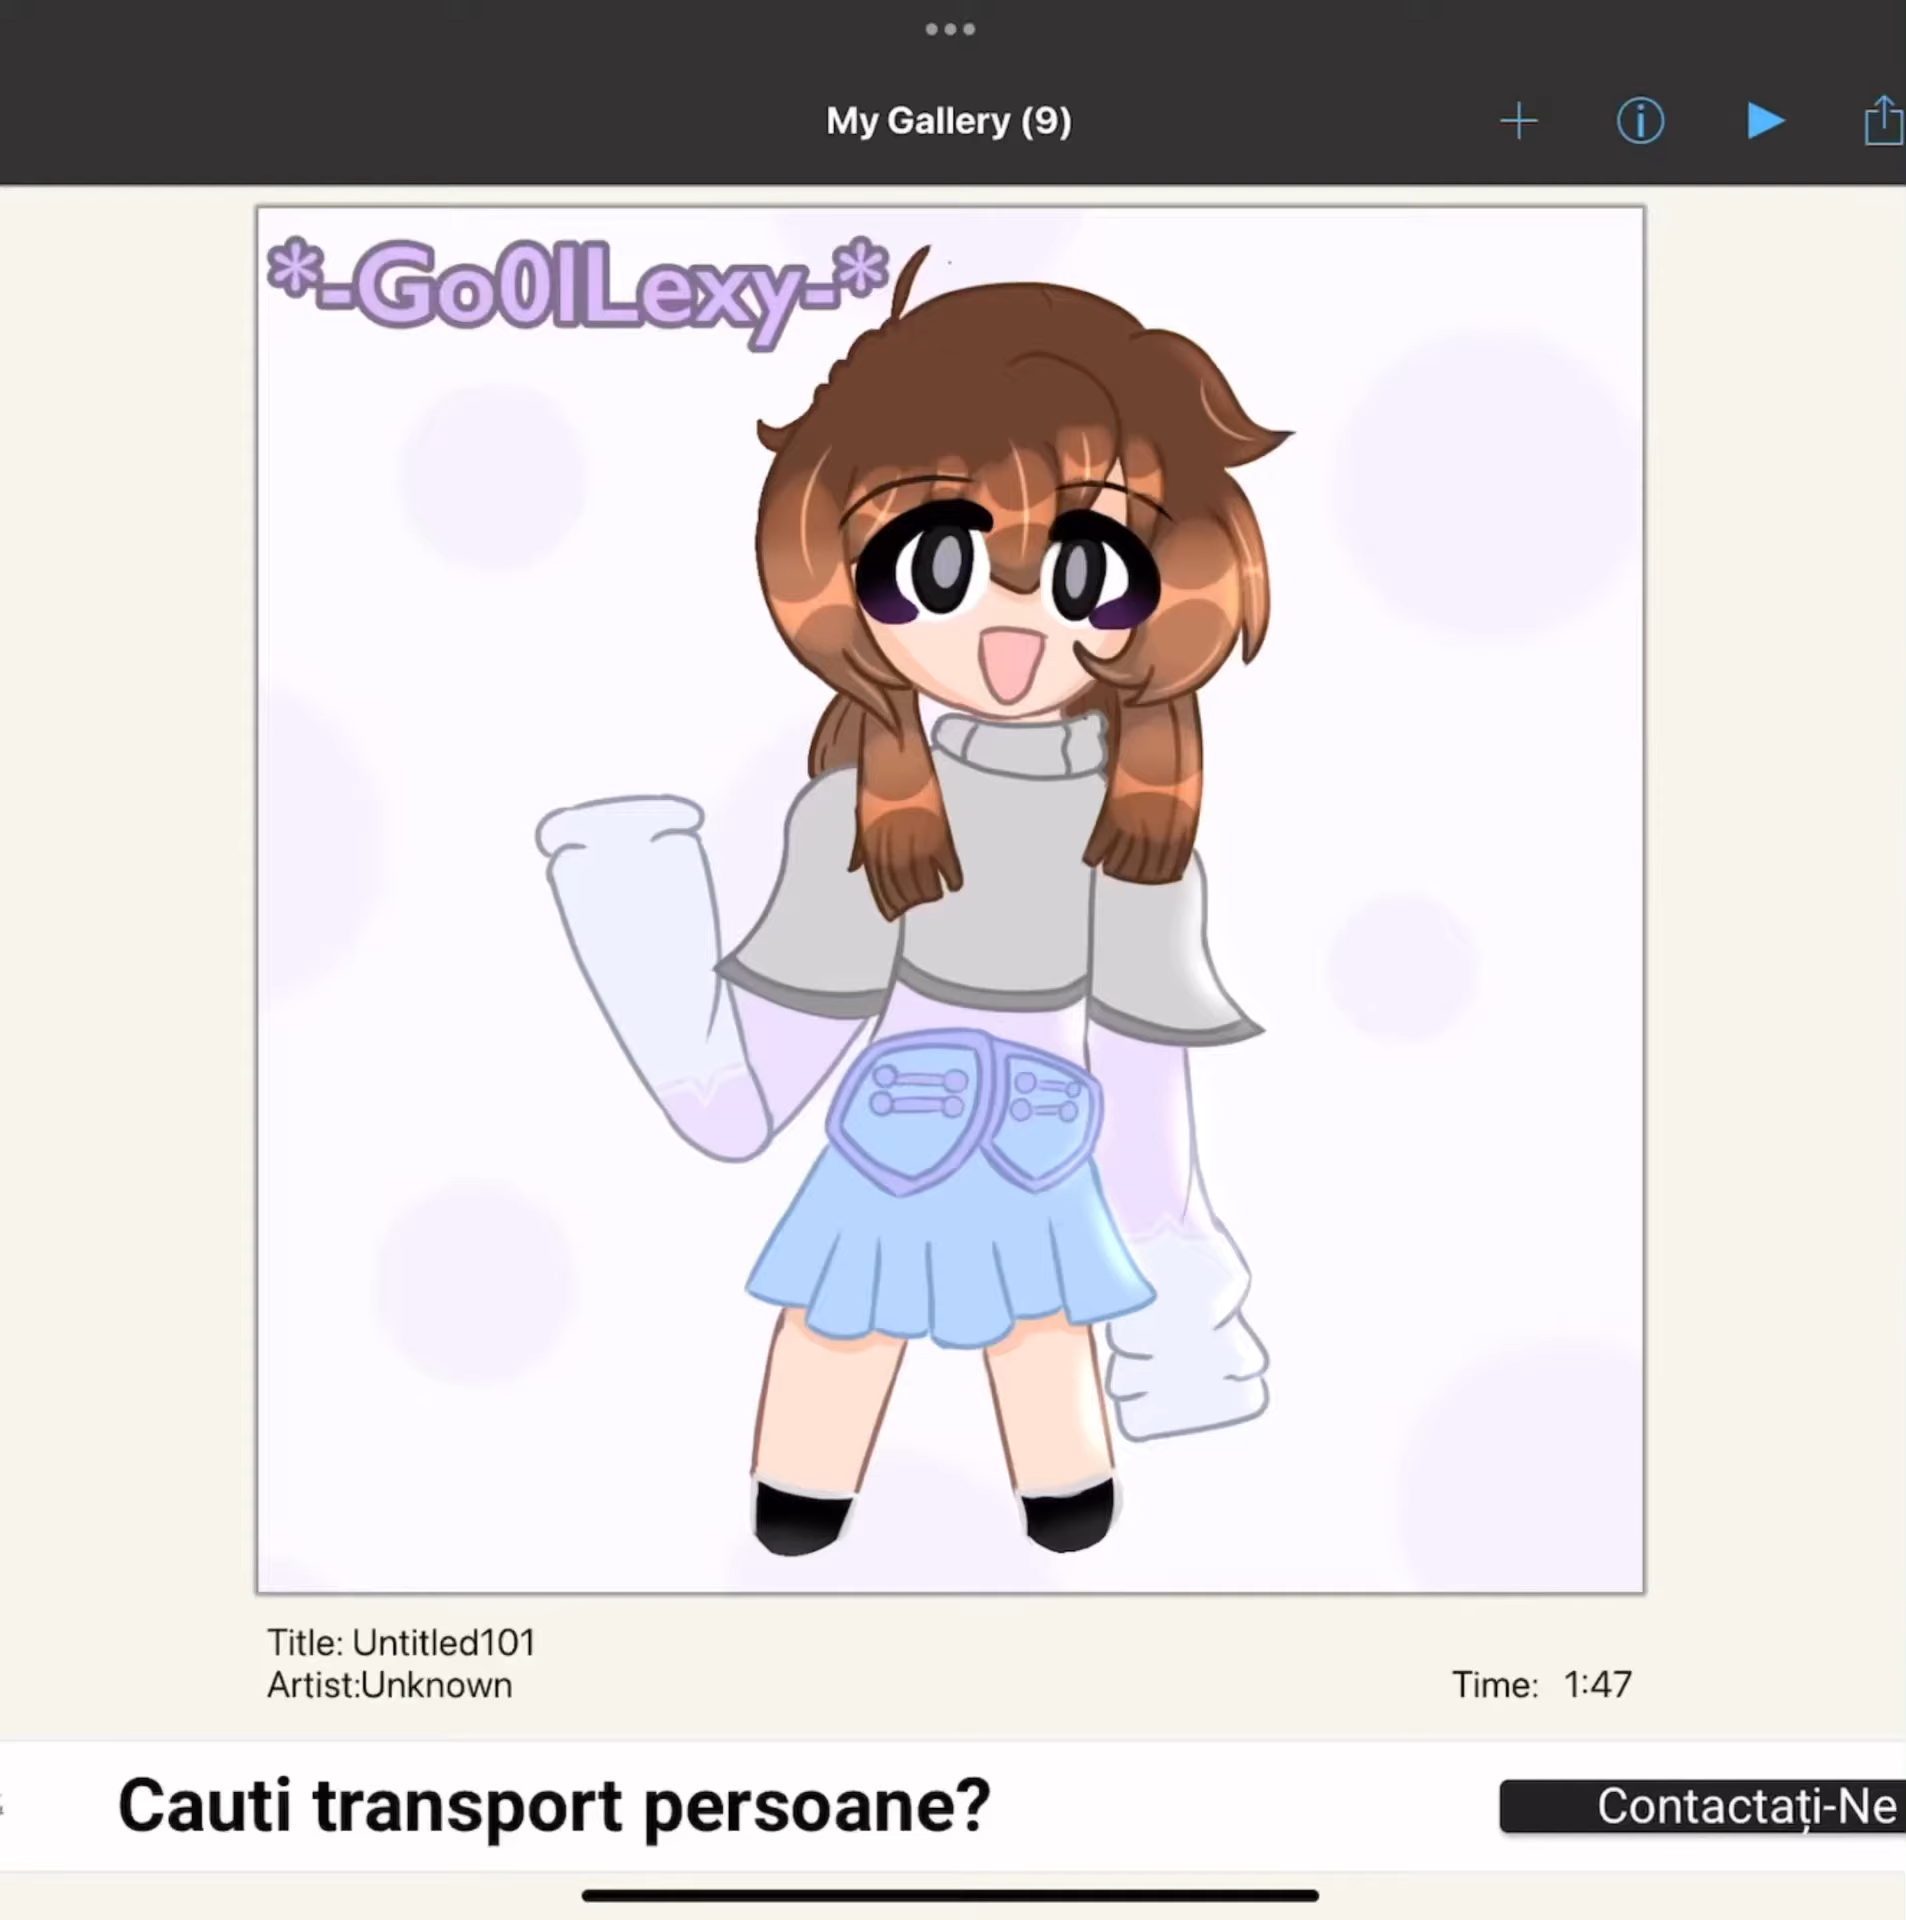 My Gallery (9)
*-Go0lLexy-*
Title: Untitled101
Artist:Unknown
Time: 1:47
Cauti transport persoane?
Contactați-Ne